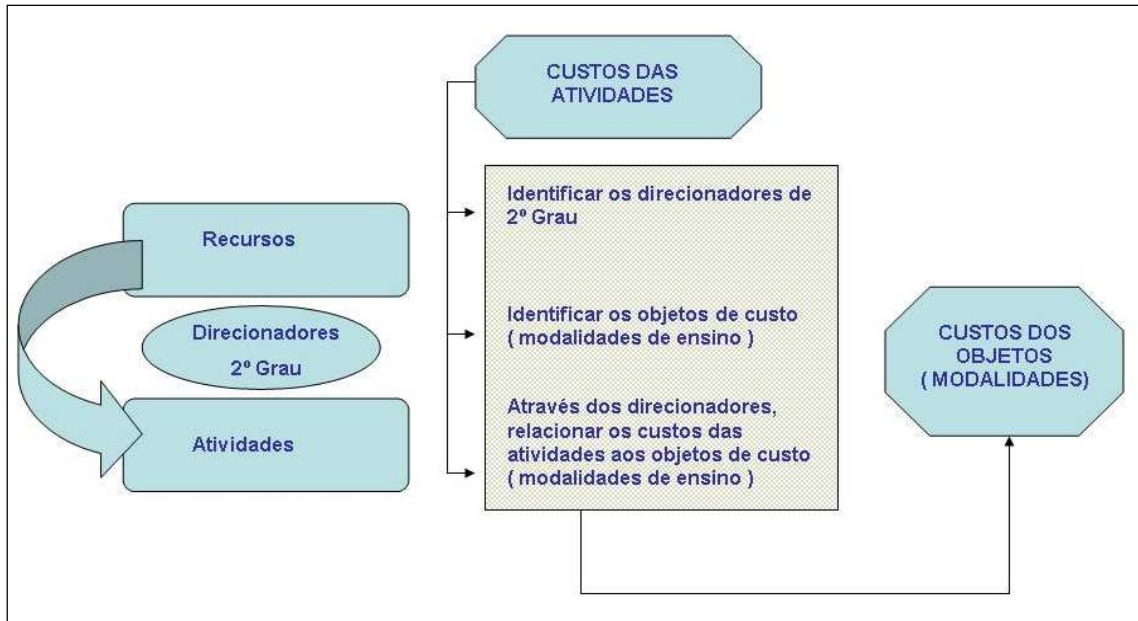 CUSTOS DAS
ATIVIDADES
Recursos
Direcionadores
2º Grau
Atividades
Identificar os direcionadores de
2º Grau
Identificar os objetos de custo
( modalidades de ensino )
Através dos direcionadores,
relacionar os custos das
atividades aos objetos de custo
( modalidades de ensino )
CUSTOS DOS
OBJETOS
( MODALIDADES)